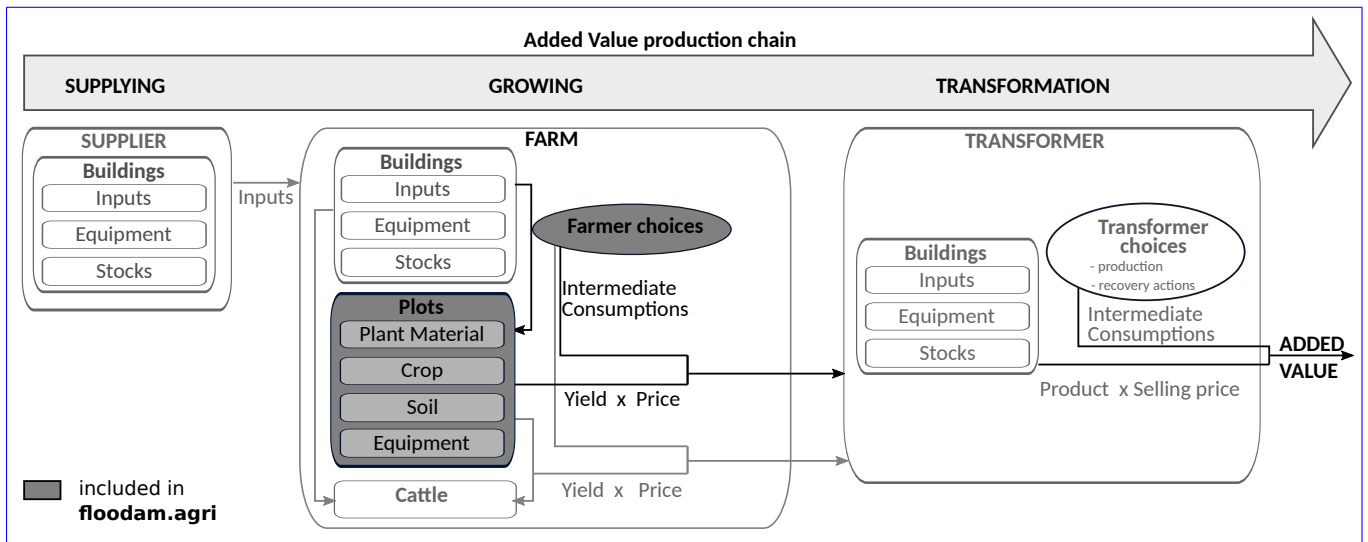 Added Value production chain
SUPPLYING
GROWING
TRANSFORMATION
SUPPLIER
Buildings
Inputs
Equipment
Stocks
Inputs
FARM
Buildings
Inputs
Equipment
Stocks
Farmer choices
Intermediate
Consumptions
Plots
Plant Material
Crop
Soil
Equipment
Yield x Price
Cattle
Yield x Price
TRANSFORMER
Buildings
Inputs
Equipment
Stocks
Transformer
choices
- production
- recovery actions
Intermediate
Consumptions
Product x Selling price
ADDED
VALUE
included in
floodam.agri